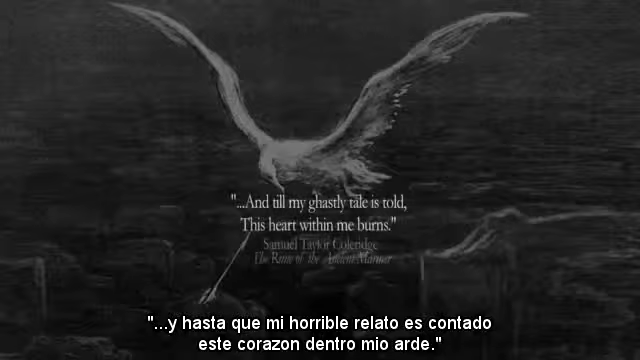 "...And till my ghastly tale is told,
This heart within me burns."
Samuel Taylor Coleridge
The Rime of the Ancient Mariner
"...y hasta que mi horrible relato es contado
este corazon dentro mio arde."